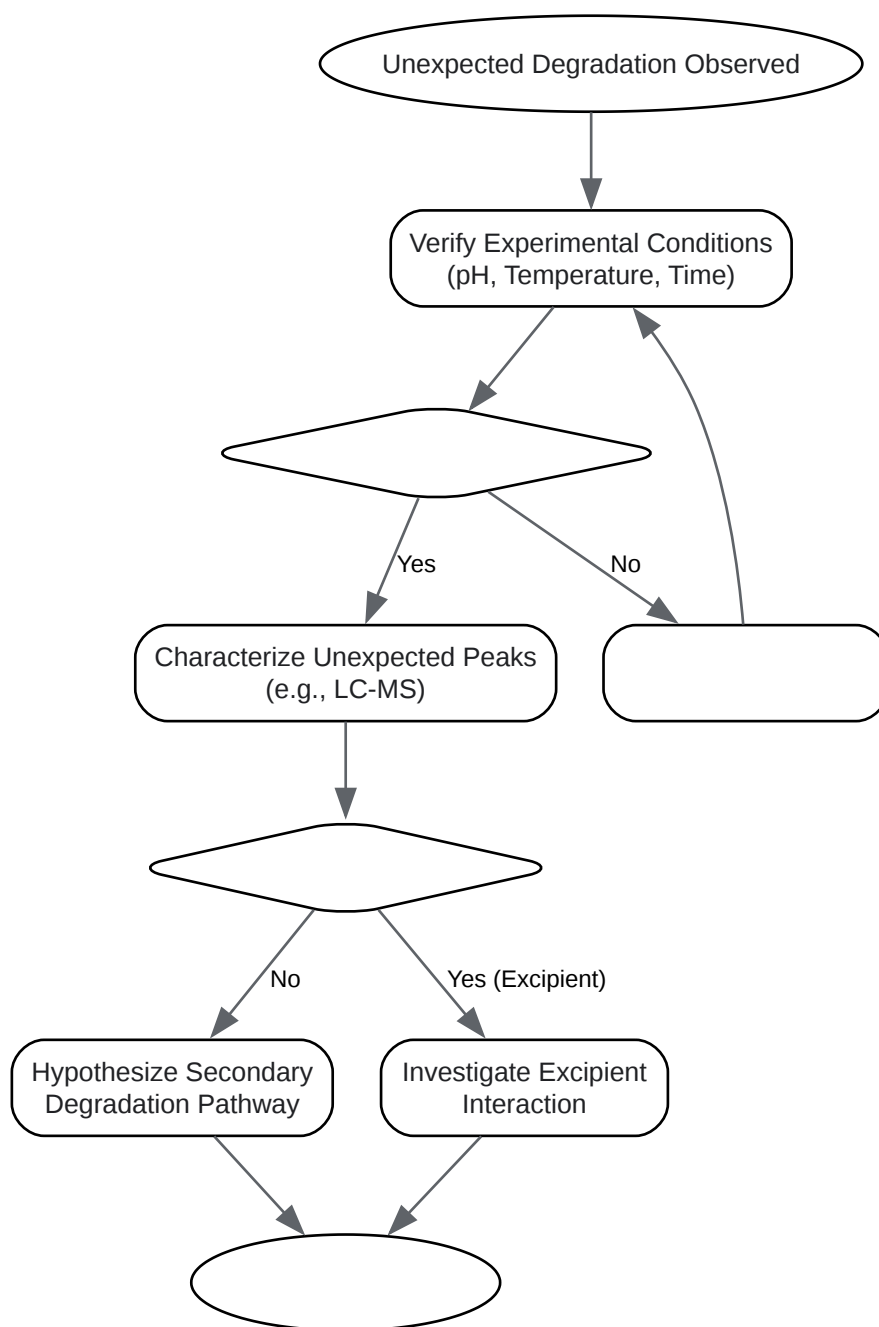 Unexpected Degradation Observed
Verify Experimental Conditions
(pH, Temperature, Time)
Yes
No
Characterize Unexpected Peaks
(e.g., LC-MS)
No
Yes (Excipient)
Hypothesize Secondary
Degradation Pathway
Investigate Excipient
Interaction